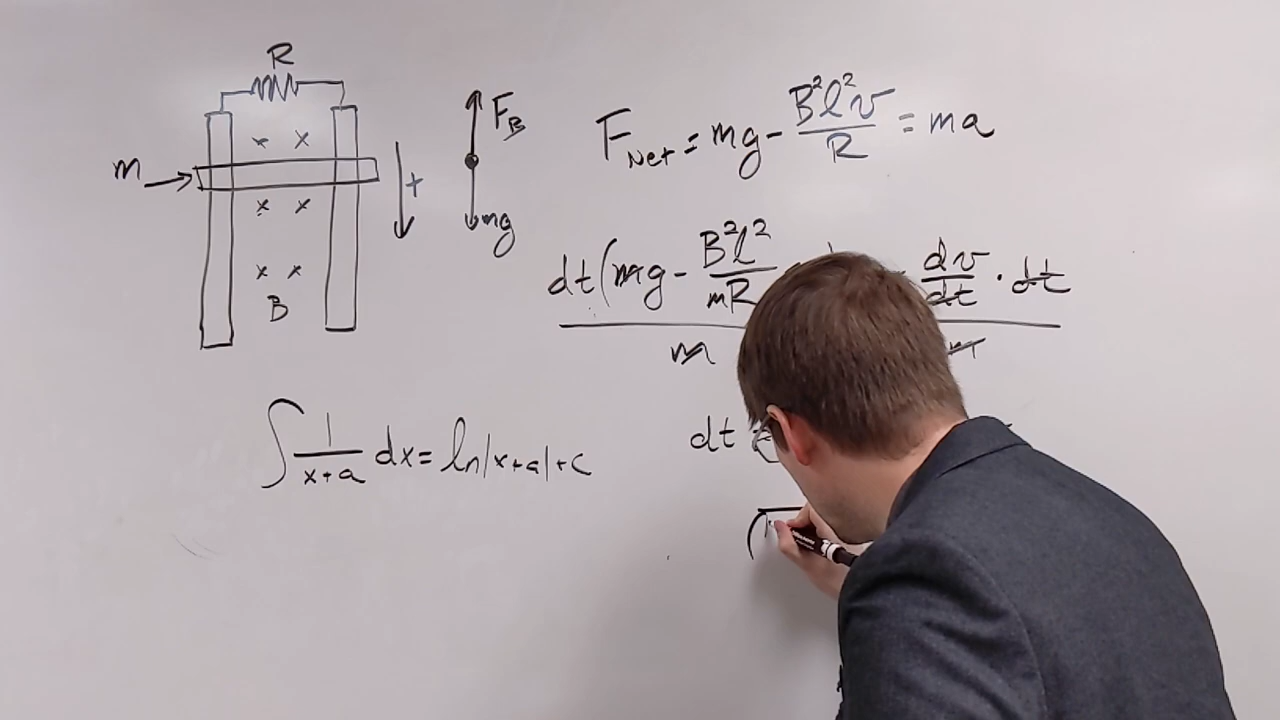 R
m
x x
x x
x x
B
+
F_B
mg
F_Net = mg - B²l²v/R = ma
dt(mg - B²l²/mR dv/dt · dt
m m
∫ 1/(x+a) dx = ln|x+a|+c
dt